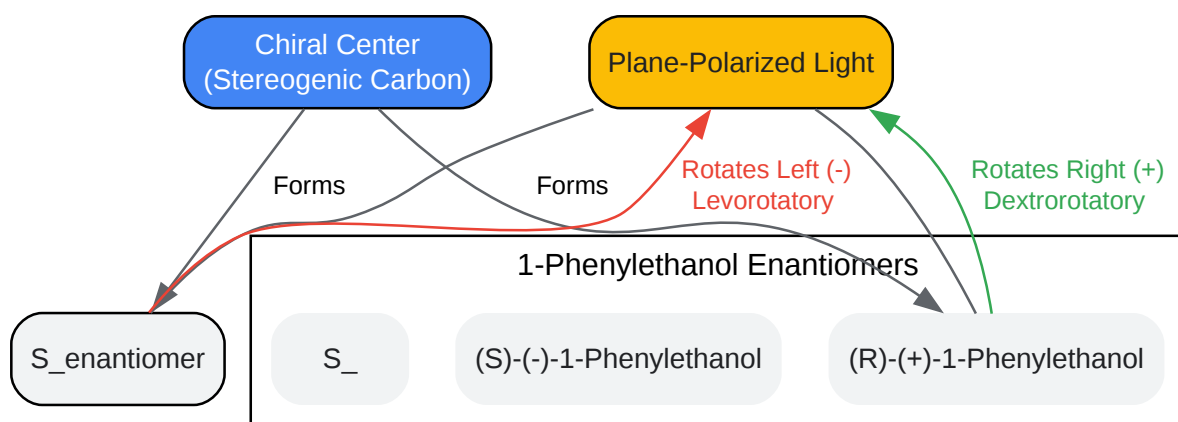 Chiral Center
(Stereogenic Carbon)
Plane-Polarized Light
Forms
Forms
Rotates Left (-)
Levorotatory
Rotates Right (+)
Dextrorotatory
1-Phenylethanol Enantiomers
S_enantiomer
S_
(S)-(-)-1-Phenylethanol
(R)-(+)-1-Phenylethanol